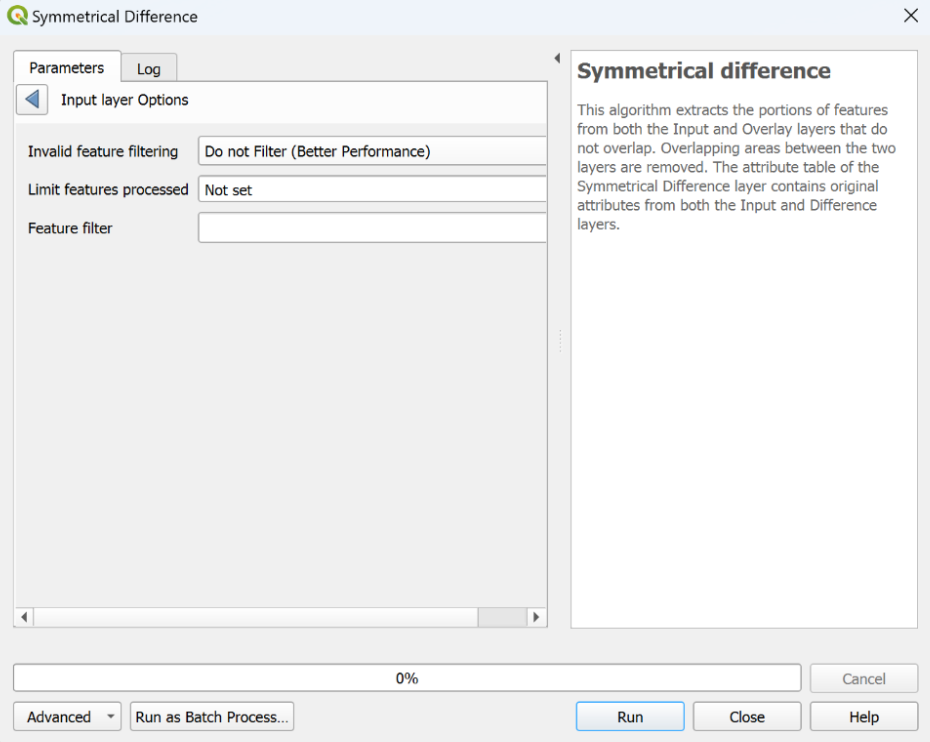 Symmetrical Difference
Parameters
Log
Input layer Options
Invalid feature filtering
Do not Filter (Better Performance)
Limit features processed
Not set
Feature filter
Symmetrical difference
This algorithm extracts the portions of features
from both the Input and Overlay layers that do
not overlap. Overlapping areas between the two
layers are removed. The attribute table of the
Symmetrical Difference layer contains original
attributes from both the Input and Difference
layers.
0%
Cancel
Advanced
Run as Batch Process...
Run
Close
Help